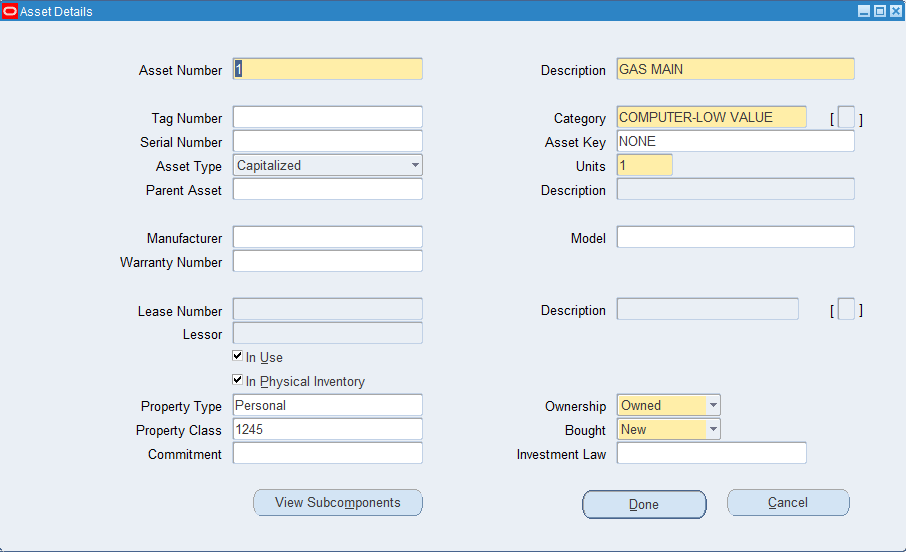 Asset Details
Asset Number 1 Description GAS MAIN
Tag Number Category COMPUTER-LOW VALUE [ ]
Serial Number Asset Key NONE
Asset Type Capitalized Units 1
Parent Asset Description
Manufacturer Model
Warranty Number
Lease Number Description [ ]
Lessor
In Use
In Physical Inventory
Property Type Personal Ownership Owned
Property Class 1245 Bought New
Commitment Investment Law
View Subcomponents Done Cancel